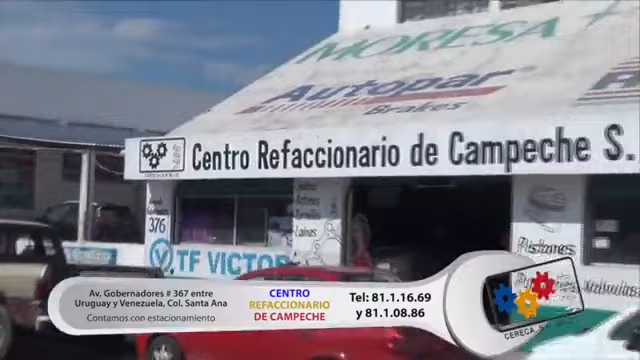 MORESA
Autopar®
Brakes
R
Centro Refaccionario de Campeche S.
376
TF VICTOR
Pistones
Av. Gobernadores # 367 entre
Uruguay y Venezuela, Col. Santa Ana
Contamos con estacionamiento
CENTRO
REFACCIONARIO
DE CAMPECHE
Tel: 81.1.16.69
y 81.1.08.86
CERECA